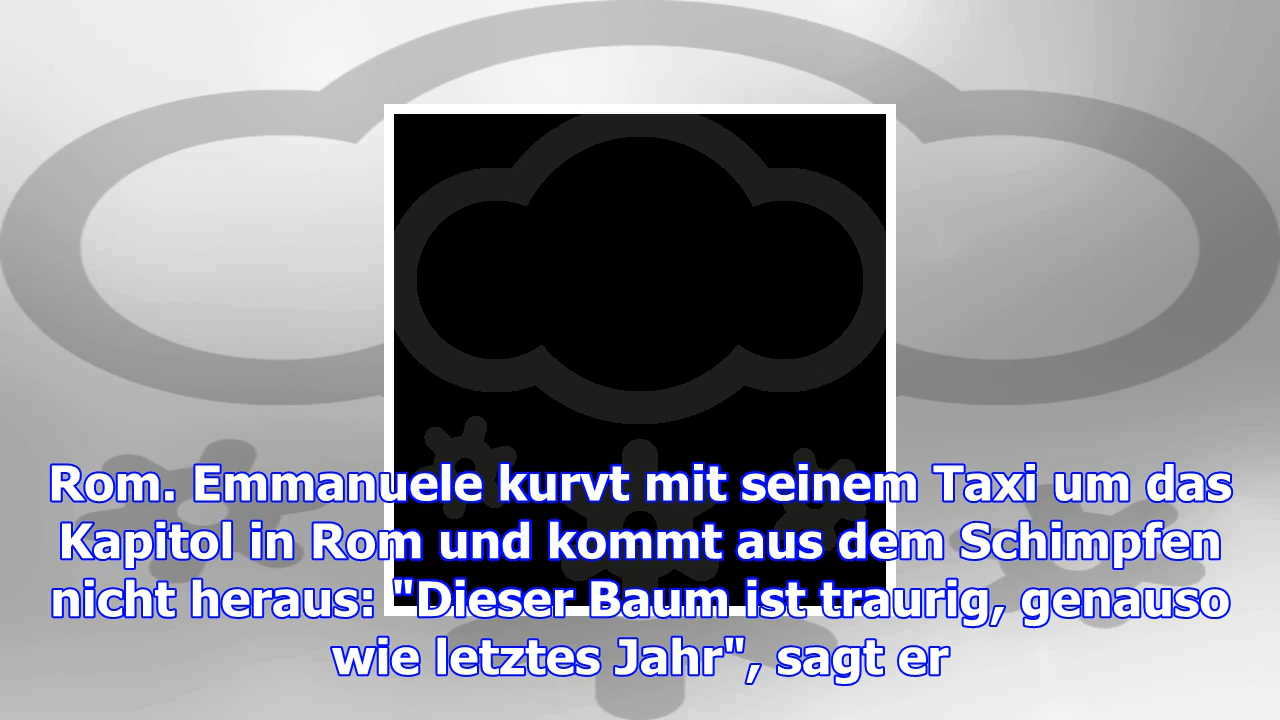 Rom. Emmanuele kurvt mit seinem Taxi um das
Kapitol in Rom und kommt aus dem Schimpfen
nicht heraus: "Dieser Baum ist traurig, genauso
wie letztes Jahr", sagt er